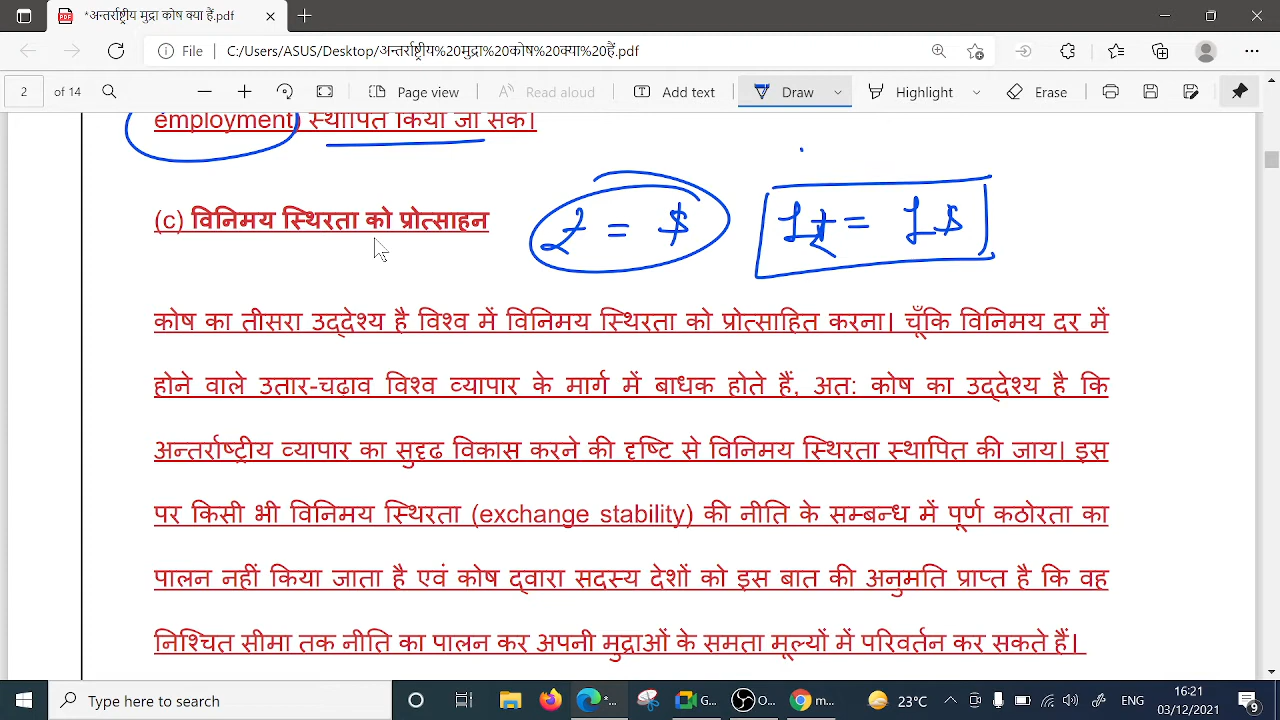 *अन्तर्राष्ट्रीय मुद्रा कोष क्या हैं.pdf
File C:/Users/ASUS/Desktop/अन्तर्राष्ट्रीय%20मुद्रा%20कोष%20क्या%20हैं.pdf
2 of 14 Page view Read aloud Add text Draw Highlight Erase
employment) स्थापित किया जा सके।
(c) विनिमय स्थिरता को प्रोत्साहन = $ 1₹ = 1$
कोष का तीसरा उद्देश्य है विश्व में विनिमय स्थिरता को प्रोत्साहित करना। चूँकि विनिमय दर में
होने वाले उतार-चढाव विश्व व्यापार के मार्ग में बाधक होते हैं, अत: कोष का उद्देश्य है कि
अन्तर्राष्ट्रीय व्यापार का सुदृढ विकास करने की दृष्टि से विनिमय स्थिरता स्थापित की जाय। इस
पर किसी भी विनिमय स्थिरता (exchange stability) की नीति के सम्बन्ध में पूर्ण कठोरता का
पालन नहीं किया जाता है एवं कोष द्वारा सदस्य देशों को इस बात की अनुमति प्राप्त है कि वह
निश्चित सीमा तक नीति का पालन कर अपनी मुद्राओं के समता मूल्यों में परिवर्तन कर सकते हैं।
Type here to search *... G... O... m... 23°C ENG 16:21
03/12/2021 9